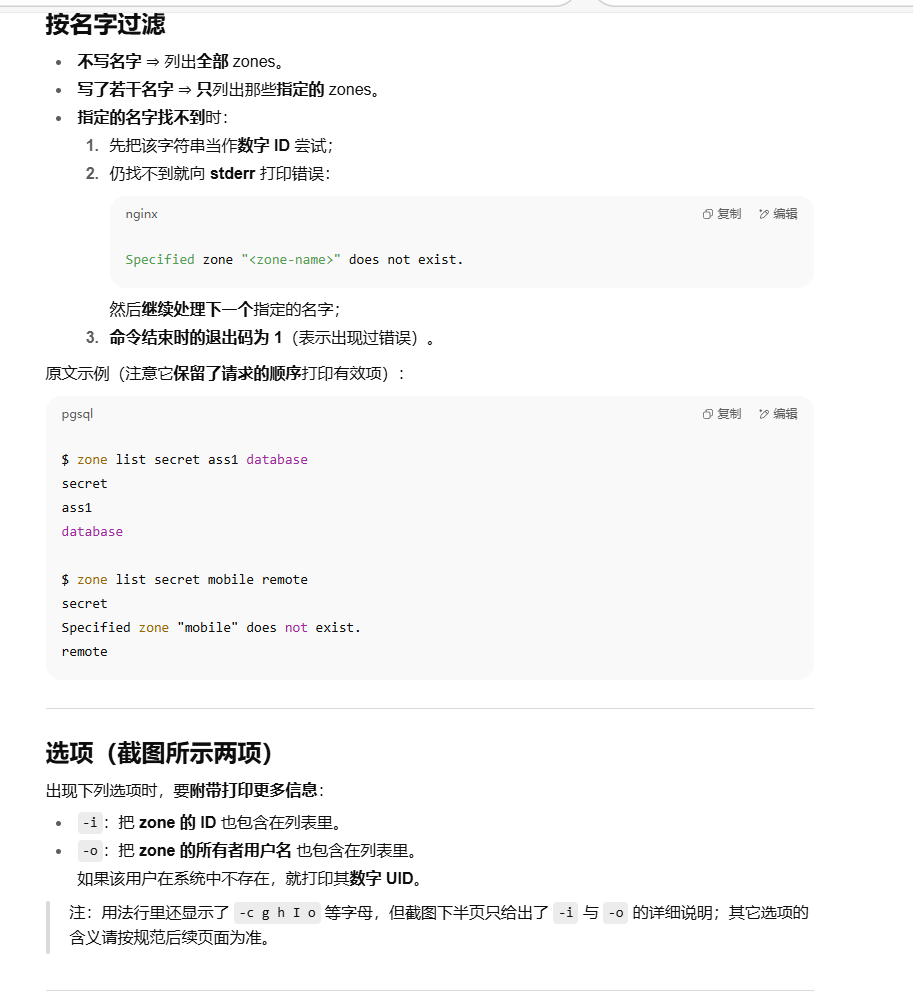 按名字过滤
不写名字 ⇒ 列出全部 zones。
写了若干名字 ⇒ 只列出那些指定的 zones。
指定的名字找不到时：
1. 先把该字符串当作数字 ID 尝试；
2. 仍找不到就向 stderr 打印错误：
nginx
复制
编辑
Specified zone "<zone-name>" does not exist.
然后继续处理下一个指定的名字；
3. 命令结束时的退出码为 1（表示出现过错误）。
原文示例（注意它保留了请求的顺序打印有效项）：
pgsql
复制
编辑
$ zone list secret ass1 database
secret
ass1
database
$ zone list secret mobile remote
secret
Specified zone "mobile" does not exist.
remote
选项（截图所示两项）
出现下列选项时，要附带打印更多信息：
-i：把 zone 的 ID 也包含在列表里。
-o：把 zone 的所有者用户名 也包含在列表里。
如果该用户在系统中不存在，就打印其数字 UID。
注：用法行里还显示了 -c g h I o 等字母，但截图下半页只给出了 -i 与 -o 的详细说明；其它选项的
含义请按规范后续页面为准。